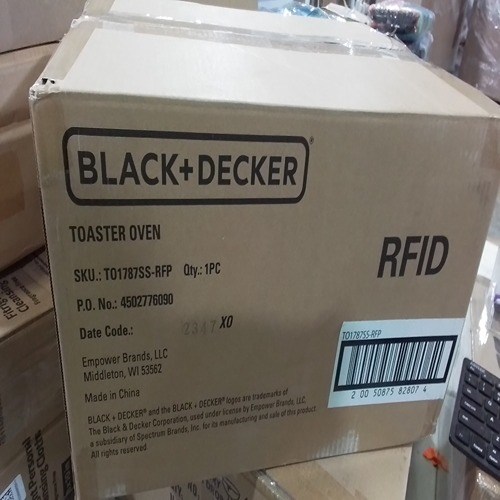 BLACK+DECKER®
TOASTER OVEN
RFID
SKU.: TO1787SS-RFP Qty.: 1PC
P.O. No.: 4502776090
Date Code.: 2347 XO
Empower Brands, LLC
Middleton, WI 53562
Made in China
BLACK + DECKER® and the BLACK + DECKER® logos are trademarks of
The Black & Decker Corporation, used under license by Empower Brands, LLC.
a subsidiary of Spectrum Brands, Inc. for its manufacturing and sale of this product.
All rights reserved.
TO1787SS-RFP
2 00 50875 82807 4